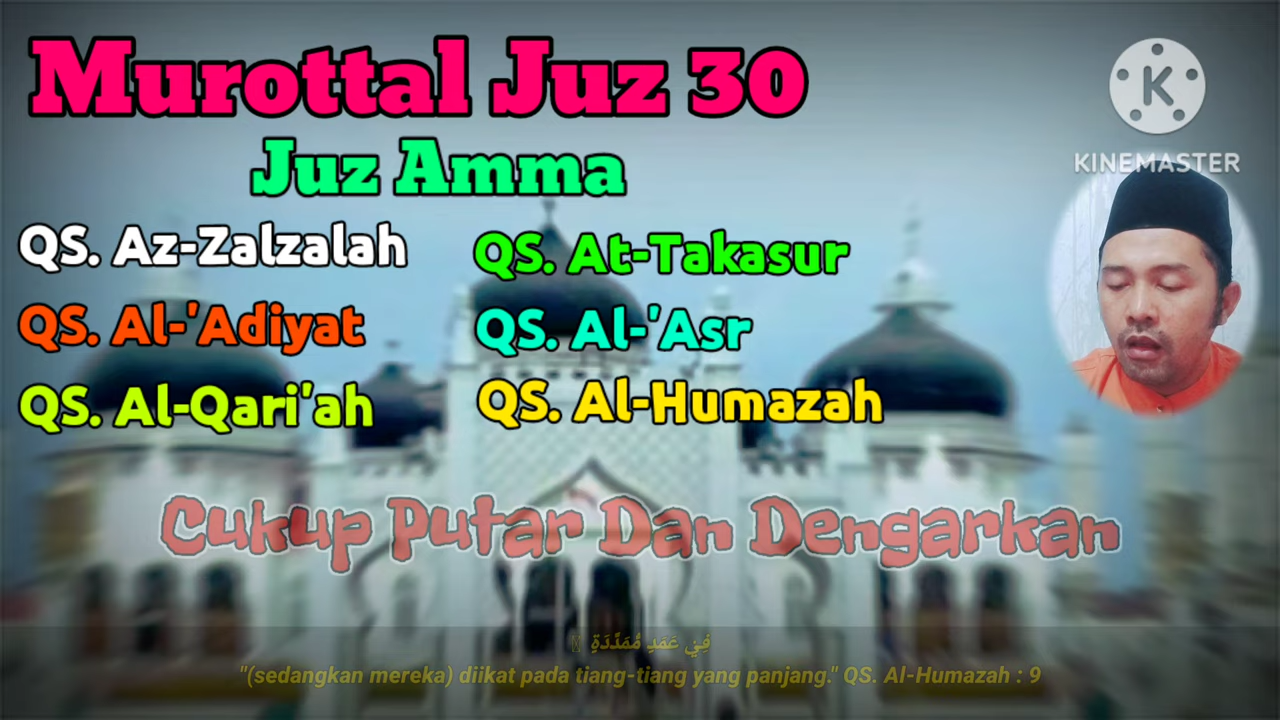 Murottal Juz 30
Juz Amma
QS. Az-Zalzalah
QS. Al-'Adiyat
QS. Al-Qari'ah
QS. At-Takasur
QS. Al-'Asr
QS. Al-Humazah
K
KINEMASTER
Cukup Putar Dan Dengarkan
فِيْ عَمَدٍ مُّمَدَّدَةٍ
"(sedangkan mereka) diikat pada tiang-tiang yang panjang." QS. Al-Humazah : 9